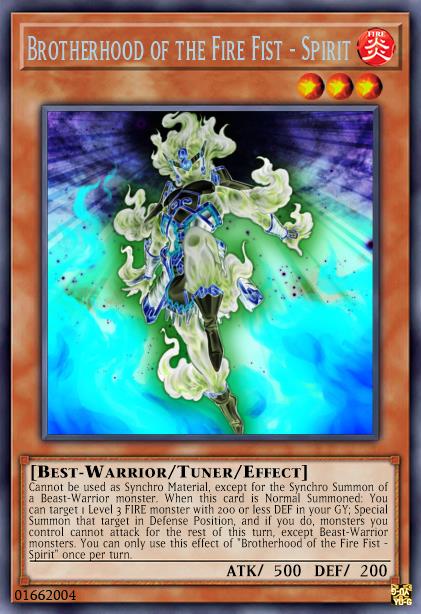 BROTHERHOOD OF THE FIRE FIST - SPIRIT
FIRE
炎
[BEST-WARRIOR/TUNER/EFFECT]
Cannot be used as Synchro Material, except for the Synchro Summon of
a Beast-Warrior monster. When this card is Normal Summoned: You
can target 1 Level 3 FIRE monster with 200 or less DEF in your GY; Special
Summon that target in Defense Position, and if you do, monsters you
control cannot attack for the rest of this turn, except Beast-Warrior
monsters. You can only use this effect of "Brotherhood of the Fire Fist -
Spirit" once per turn.
ATK/ 500 DEF/ 200
01662004